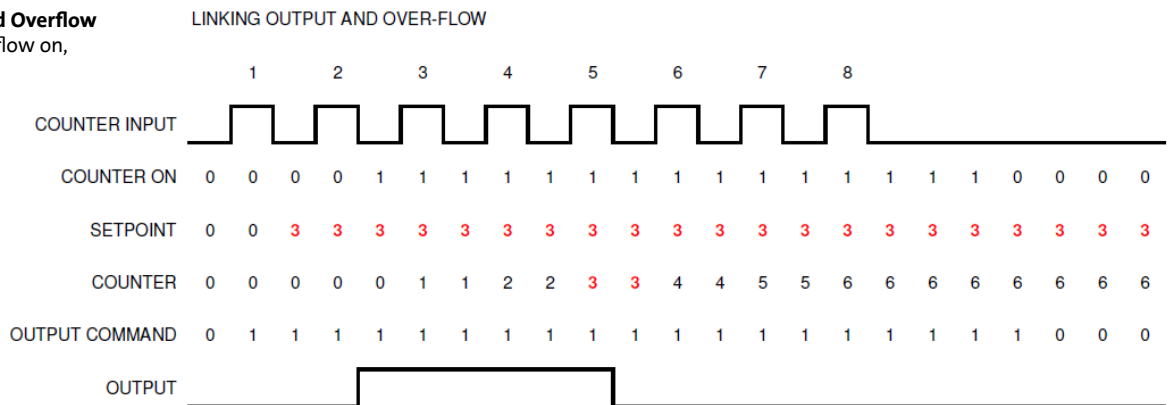 d Overflow
flow on,
LINKING OUTPUT AND OVER-FLOW
1 2 3 4 5 6 7 8
COUNTER INPUT
COUNTER ON 0 0 0 0 1 1 1 1 1 1 1 1 1 1 1 1 1 1 1 0 0 0 0
SETPOINT 0 0 3 3 3 3 3 3 3 3 3 3 3 3 3 3 3 3 3 3 3 3 3
COUNTER 0 0 0 0 0 1 1 2 2 3 3 4 4 5 5 6 6 6 6 6 6 6 6
OUTPUT COMMAND 0 1 1 1 1 1 1 1 1 1 1 1 1 1 1 1 1 1 1 1 0 0 0
OUTPUT